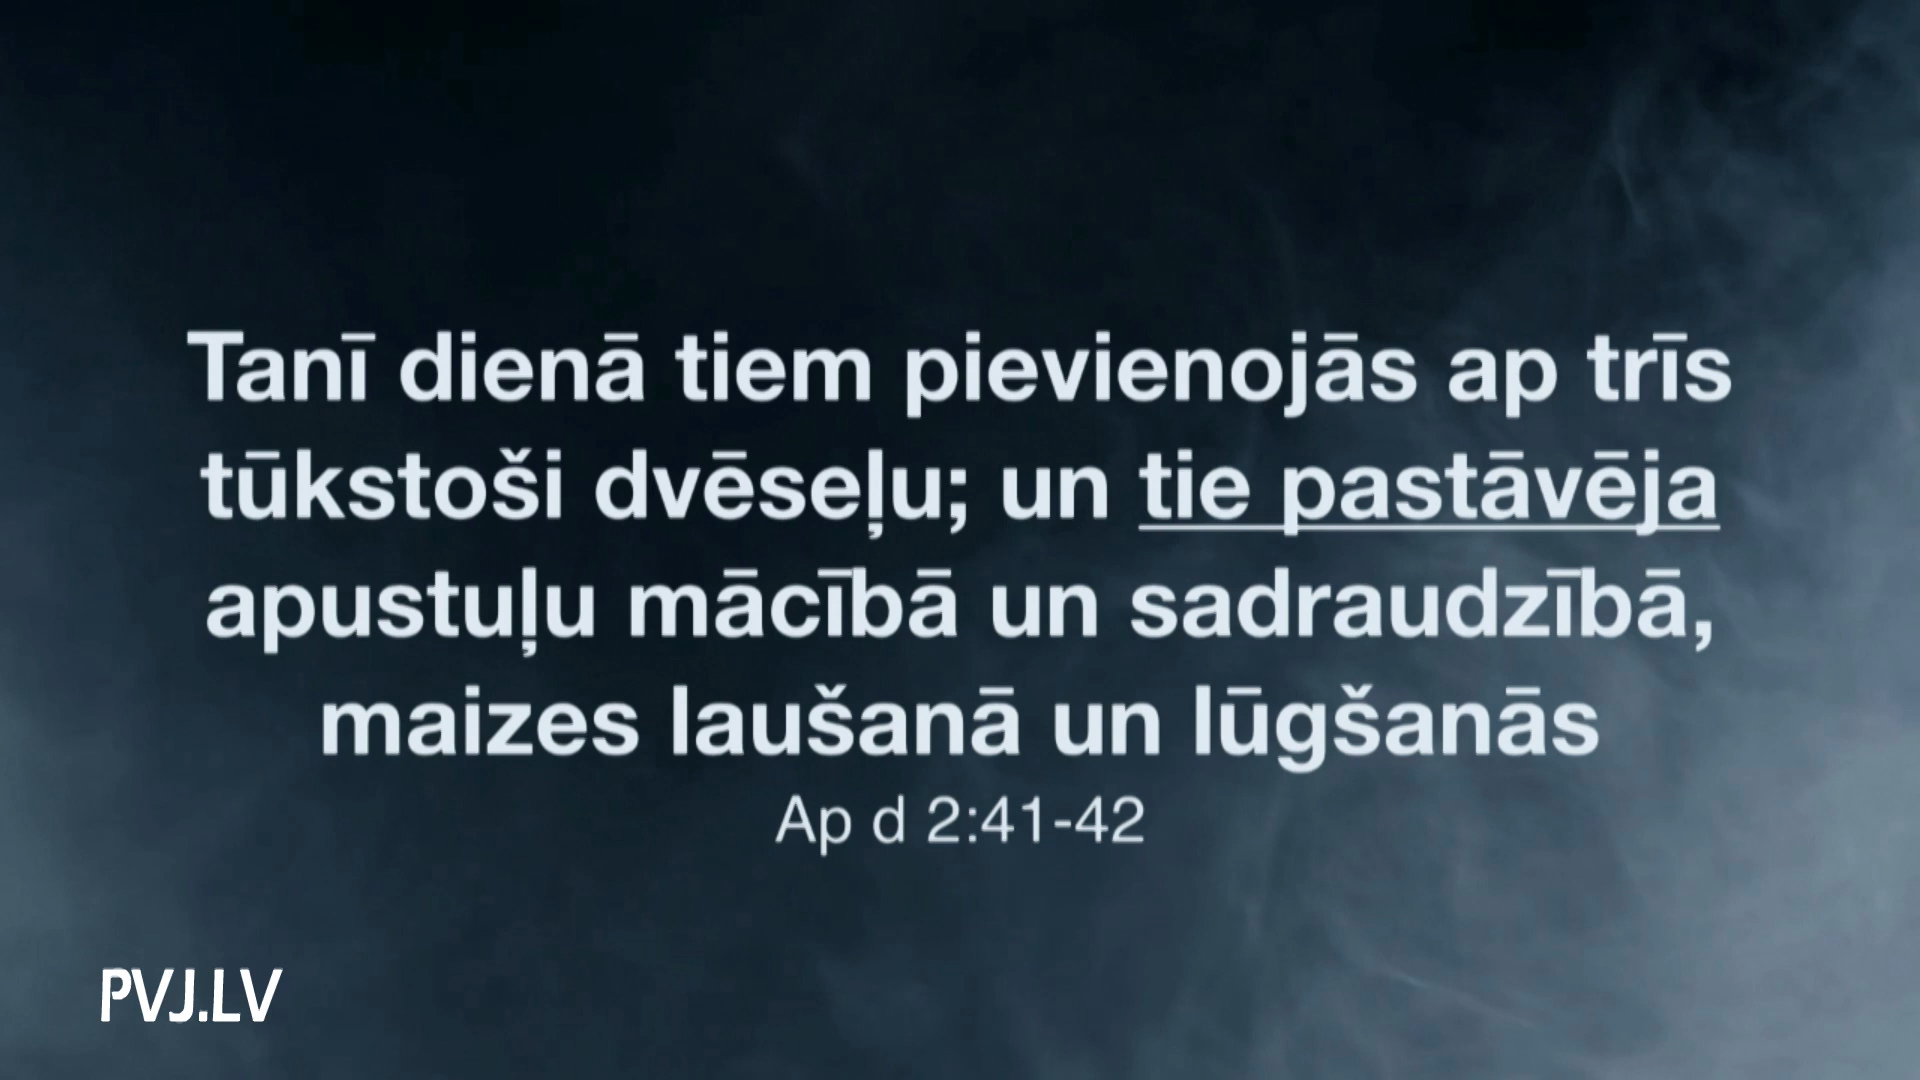 Tanī dienā tiem pievienojās ap trīs
tūkstoši dvēseļu; un tie pastāvēja
apustuļu mācībā un sadraudzībā,
maizes laušanā un lūgšanās
Ap d 2:41-42
PVJ.LV